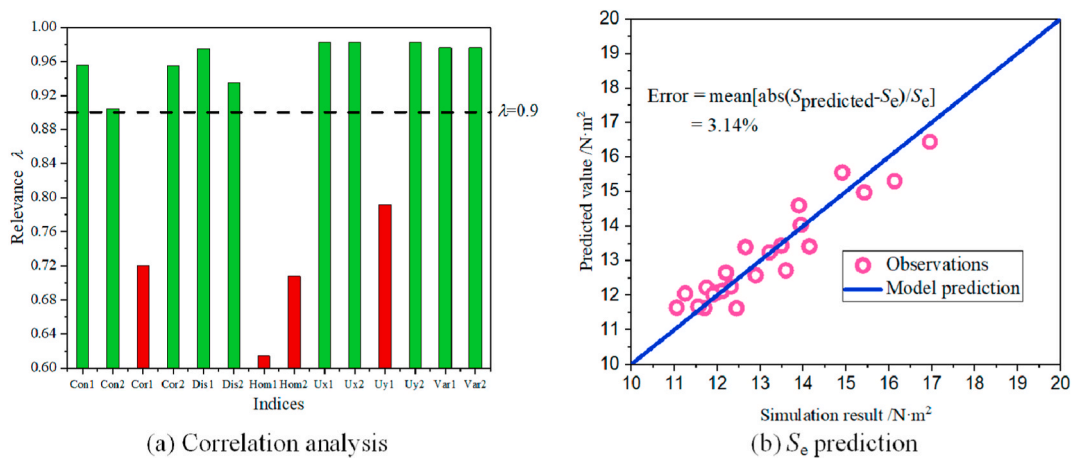 1.00
0.96
0.92
0.88
0.84
0.80
0.76
0.72
0.68
0.64
0.60
Relevance λ
λ=0.9
Con1 Con2 Cor1 Cor2 Dis1 Dis2 Hom1 Hom2 Ux1 Ux2 Uy1 Uy2 Var1 Var2
Indices
(a) Correlation analysis
20
19
18
17
16
15
14
13
12
11
10
Predicted value /N·m²
Error = mean[abs(Spredicted-Se)/Se]
= 3.14%
Observations
Model prediction
10 11 12 13 14 15 16 17 18 19 20
Simulation result /N·m²
(b) Se prediction